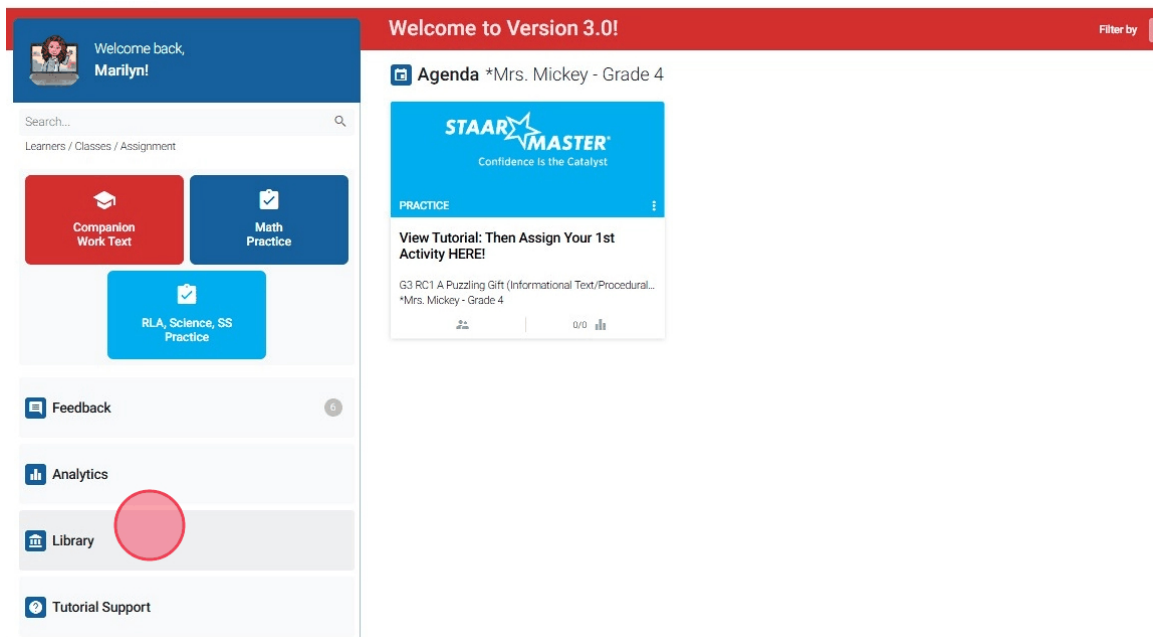 Welcome back,
Marilyn!
Search...
Learners / Classes / Assignment
Companion
Work Text
Math
Practice
RLA, Science, SS
Practice
Feedback
6
Analytics
Library
Tutorial Support
Welcome to Version 3.0!
Filter by
Agenda *Mrs. Mickey - Grade 4
STAAR
MASTER®
Confidence Is the Catalyst
PRACTICE
View Tutorial: Then Assign Your 1st
Activity HERE!
G3 RC1 A Puzzling Gift (Informational Text/Procedural...
*Mrs. Mickey - Grade 4
0/0